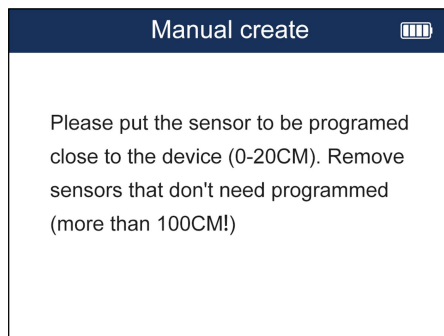 Manual create
Please put the sensor to be programed
close to the device (0-20CM). Remove
sensors that don't need programmed
(more than 100CM!)